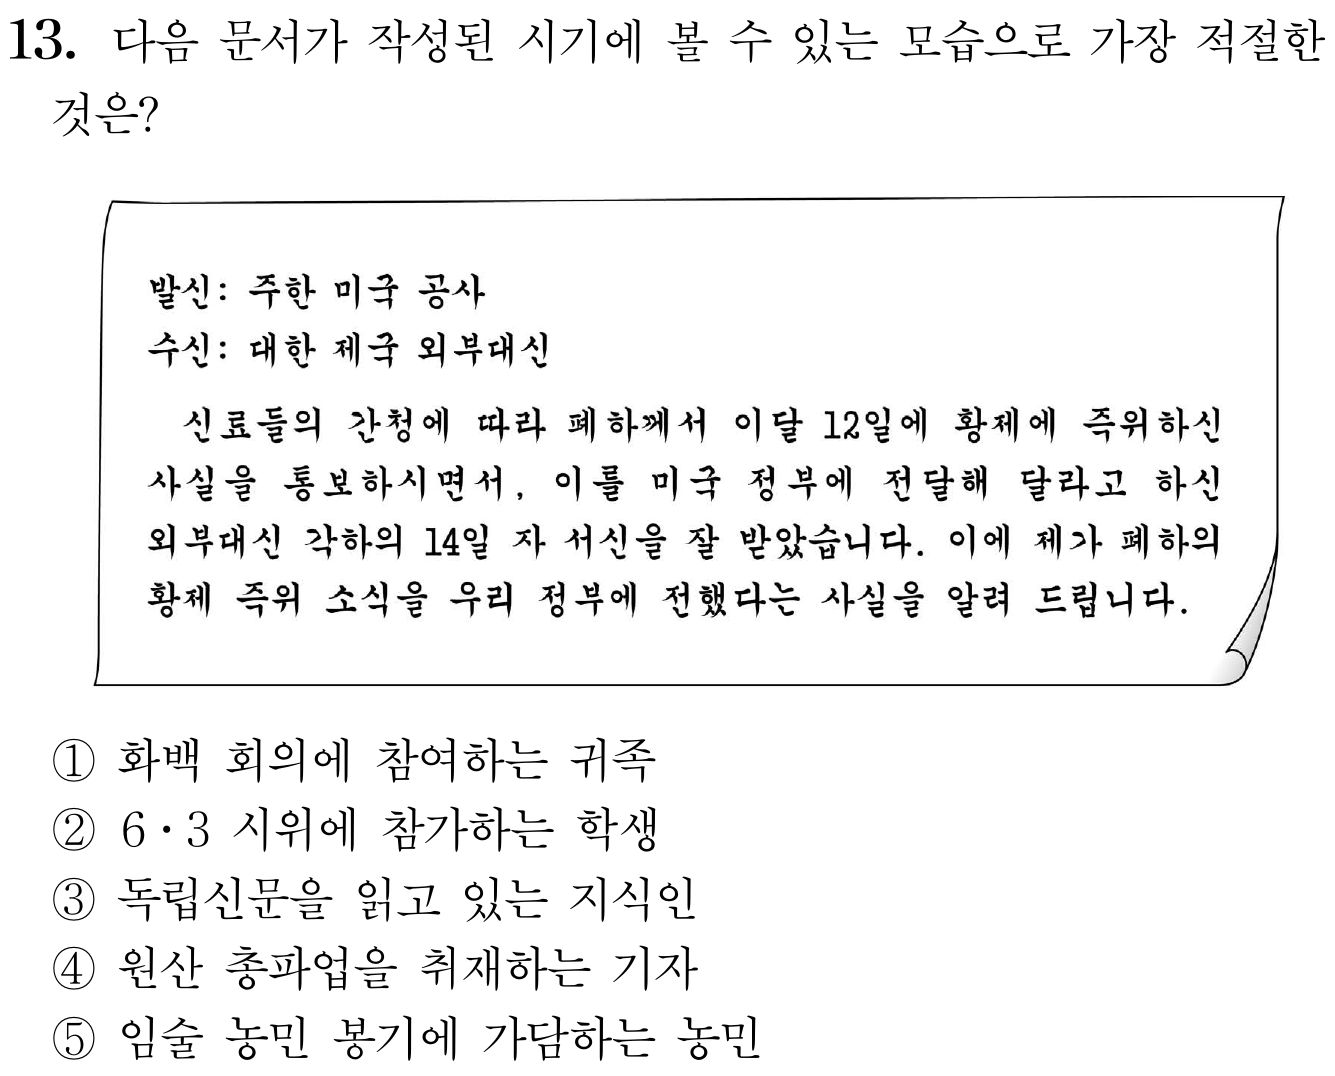 13. 다음 문서가 작성된 시기에 볼 수 있는 모습으로 가장 적절한
것은?
발신: 주한 미국 공사
수신: 대한 제국 외부대신
신료들의 간청에 따라 폐하께서 이달 12일에 황제에 즉위하신
사실을 통보하시면서, 이를 미국 정부에 전달해 달라고 하신
외부대신 각하의 14일 자 서신을 잘 받았습니다. 이에 제가 폐하의
황제 즉위 소식을 우리 정부에 전했다는 사실을 알려 드립니다.
① 화백 회의에 참여하는 귀족
② 6·3 시위에 참가하는 학생
③ 독립신문을 읽고 있는 지식인
④ 원산 총파업을 취재하는 기자
⑤ 임술 농민 봉기에 가담하는 농민